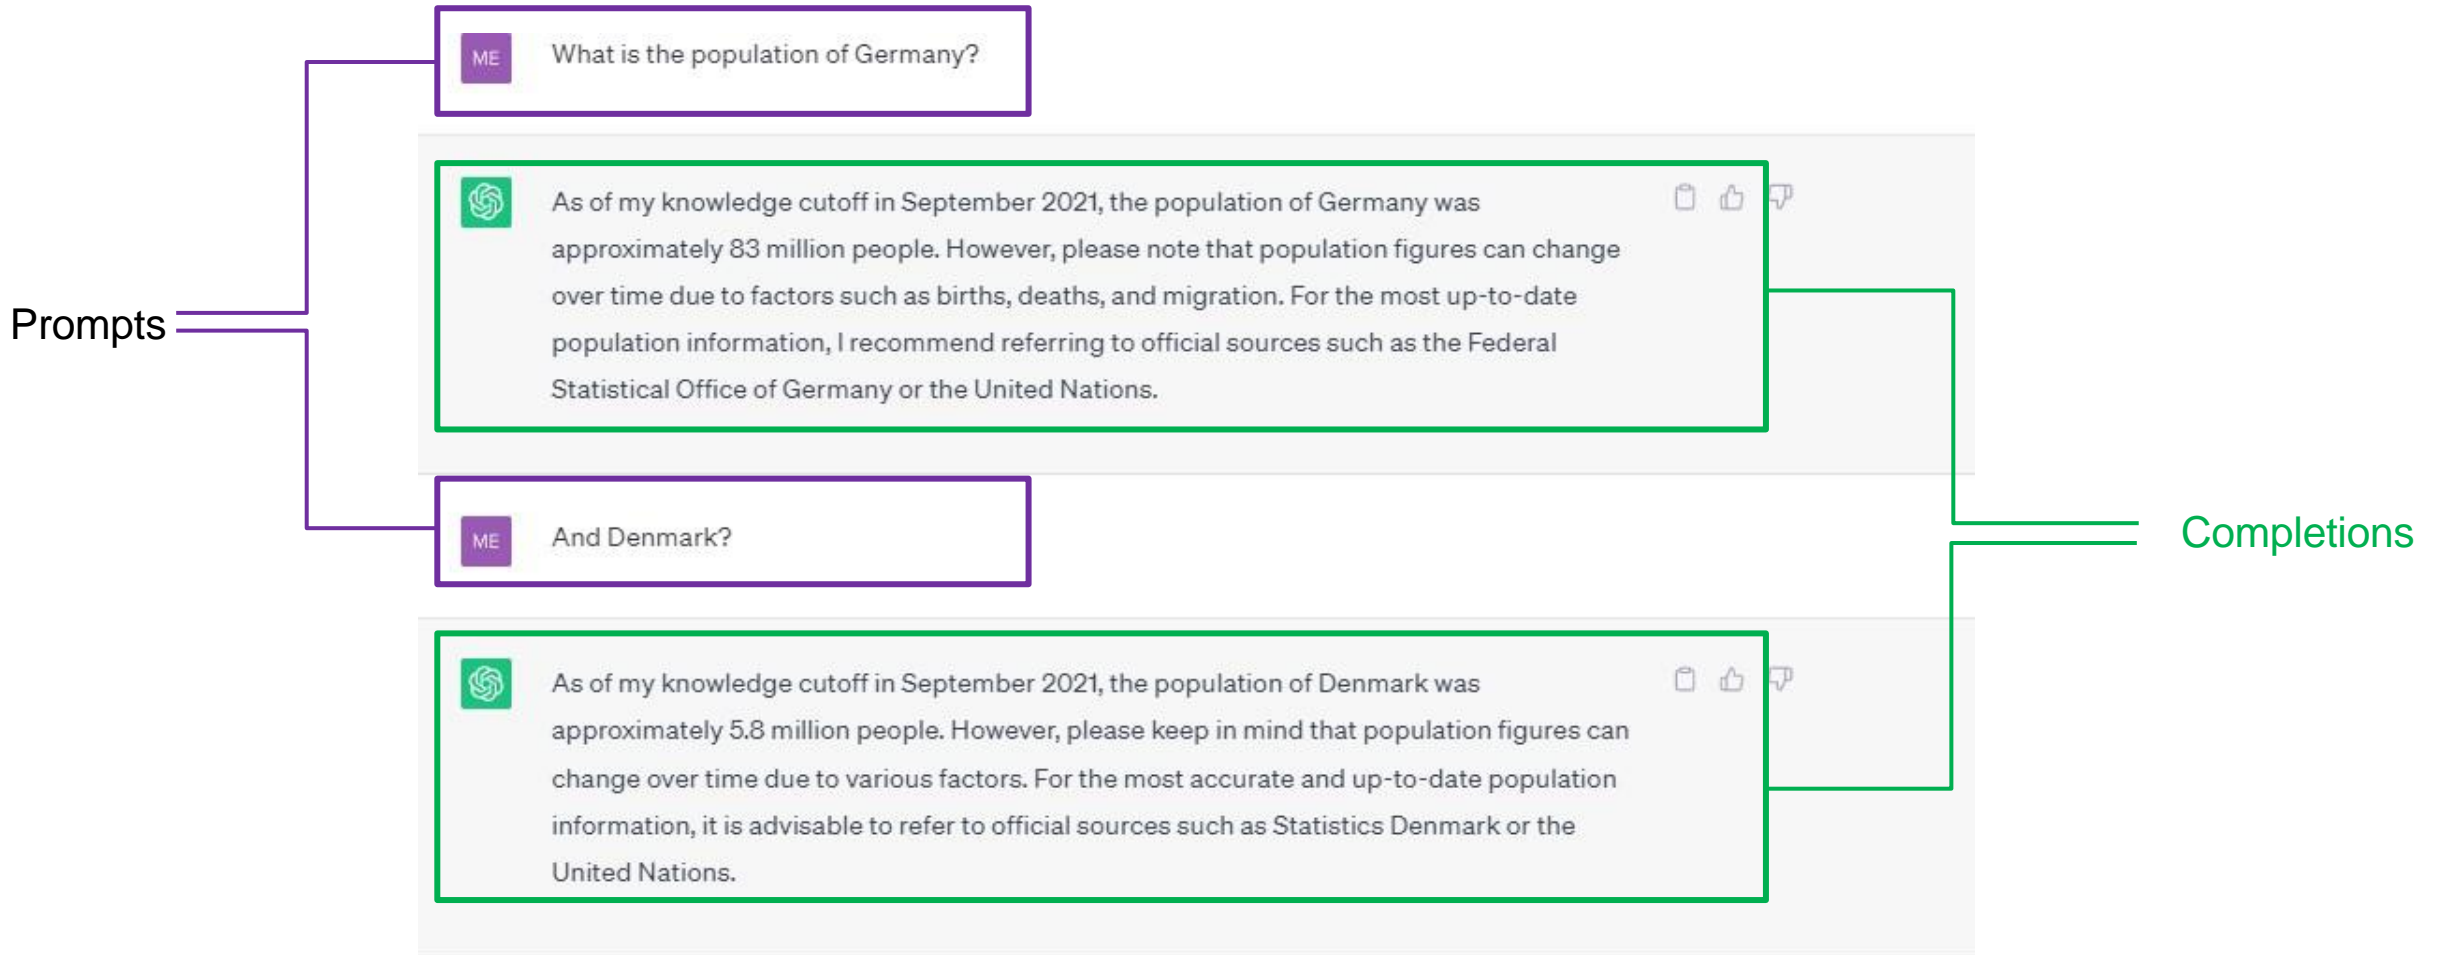 ME What is the population of Germany?
As of my knowledge cutoff in September 2021, the population of Germany was
approximately 83 million people. However, please note that population figures can change
over time due to factors such as births, deaths, and migration. For the most up-to-date
population information, I recommend referring to official sources such as the Federal
Statistical Office of Germany or the United Nations.
Prompts
ME And Denmark?
Completions
As of my knowledge cutoff in September 2021, the population of Denmark was
approximately 5.8 million people. However, please keep in mind that population figures can
change over time due to various factors. For the most accurate and up-to-date population
information, it is advisable to refer to official sources such as Statistics Denmark or the
United Nations.